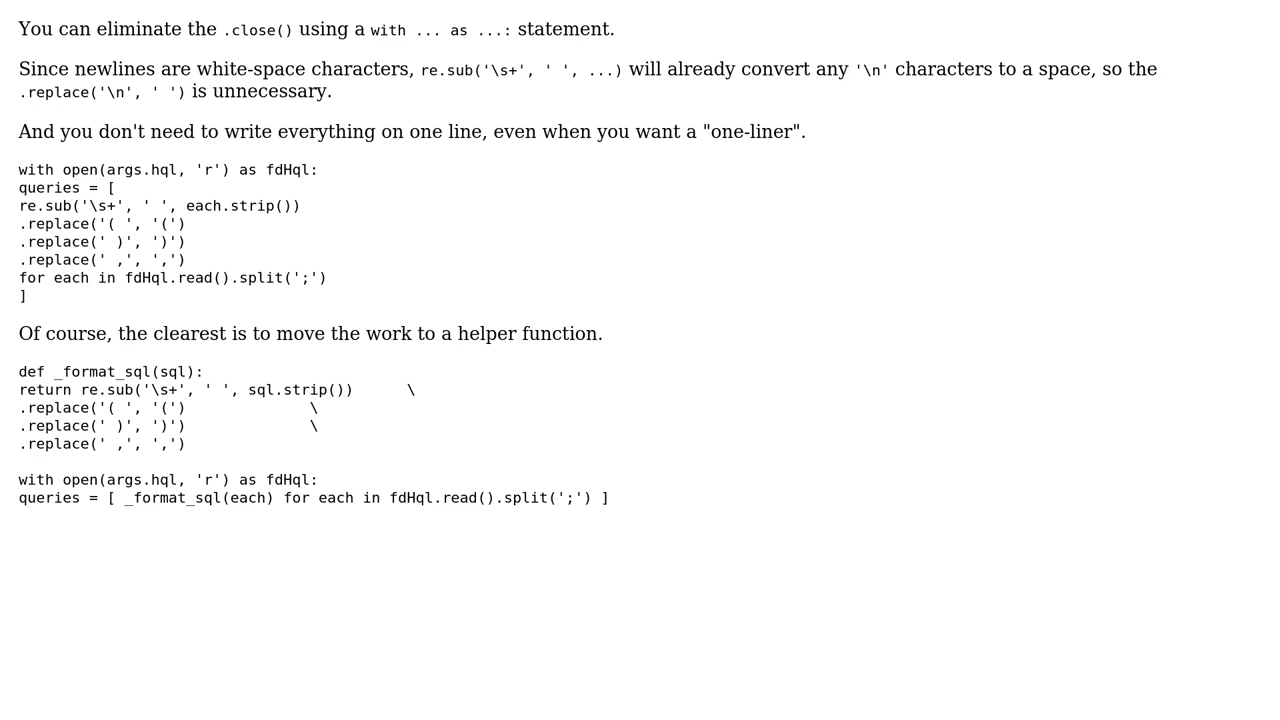 You can eliminate the .close() using a with ... as ...: statement.
Since newlines are white-space characters, re.sub('\s+', ' ', ...) will already convert any '\n' characters to a space, so the
.replace('\n', ' ') is unnecessary.
And you don't need to write everything on one line, even when you want a "one-liner".
with open(args.hql, 'r') as fdHql:
queries = [
re.sub('\s+', ' ', each.strip())
.replace('( ', '(')
.replace(' )', ')')
.replace(' ,', ',')
for each in fdHql.read().split(';')
]
Of course, the clearest is to move the work to a helper function.
def _format_sql(sql):
return re.sub('\s+', ' ', sql.strip())      \
.replace('( ', '(')              \
.replace(' )', ')')              \
.replace(' ,', ',')
with open(args.hql, 'r') as fdHql:
queries = [ _format_sql(each) for each in fdHql.read().split(';') ]